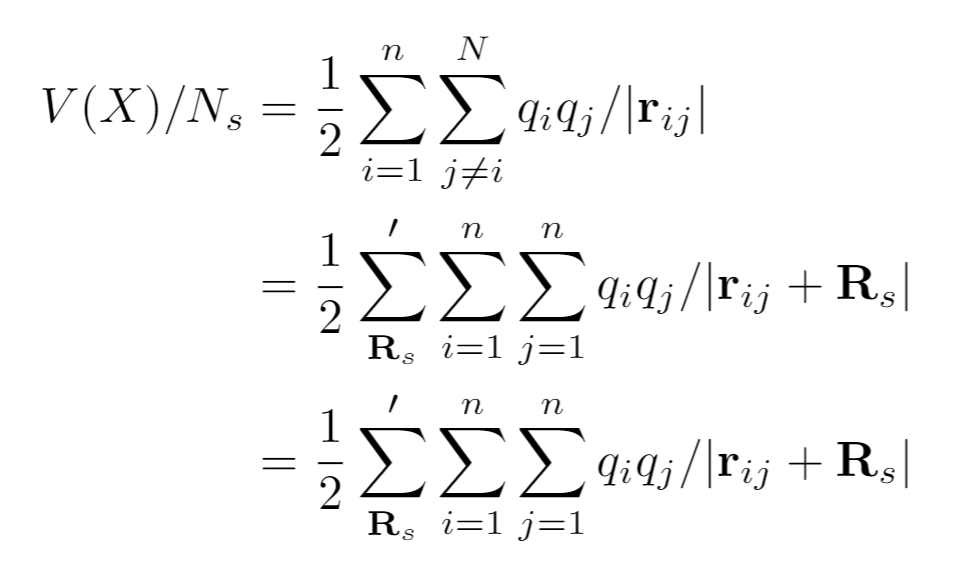 $V(X)/N_s = \frac{1}{2} \sum_{i=1}^{n} \sum_{j \neq i}^{N} q_i q_j / |\mathbf{r}_{ij}|$
$= \frac{1}{2} \sum_{\mathbf{R}_s}^{\prime} \sum_{i=1}^{n} \sum_{j=1}^{n} q_i q_j / |\mathbf{r}_{ij} + \mathbf{R}_s|$
$= \frac{1}{2} \sum_{\mathbf{R}_s}^{\prime} \sum_{i=1}^{n} \sum_{j=1}^{n} q_i q_j / |\mathbf{r}_{ij} + \mathbf{R}_s|$